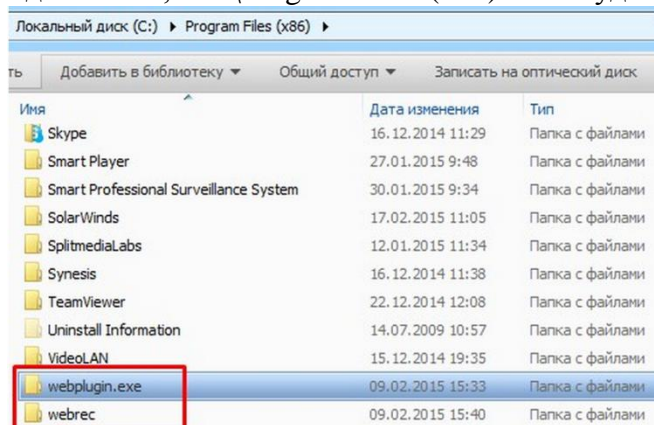 Локальный диск (C:) ▸ Program Files (x86) ▸
ть Добавить в библиотеку ▼ Общий доступ ▼ Записать на оптический диск
Имя Дата изменения Тип
Skype 16.12.2014 11:29 Папка с файлами
Smart Player 27.01.2015 9:48 Папка с файлами
Smart Professional Surveillance System 30.01.2015 9:34 Папка с файлами
SolarWinds 17.02.2015 11:05 Папка с файлами
SplitmediaLabs 12.01.2015 11:34 Папка с файлами
Synesis 16.12.2014 11:38 Папка с файлами
TeamViewer 22.12.2014 12:08 Папка с файлами
Uninstall Information 14.07.2009 10:57 Папка с файлами
VideoLAN 15.12.2014 19:35 Папка с файлами
webplugin.exe 09.02.2015 15:33 Папка с файлами
webrec 09.02.2015 15:40 Папка с файлами